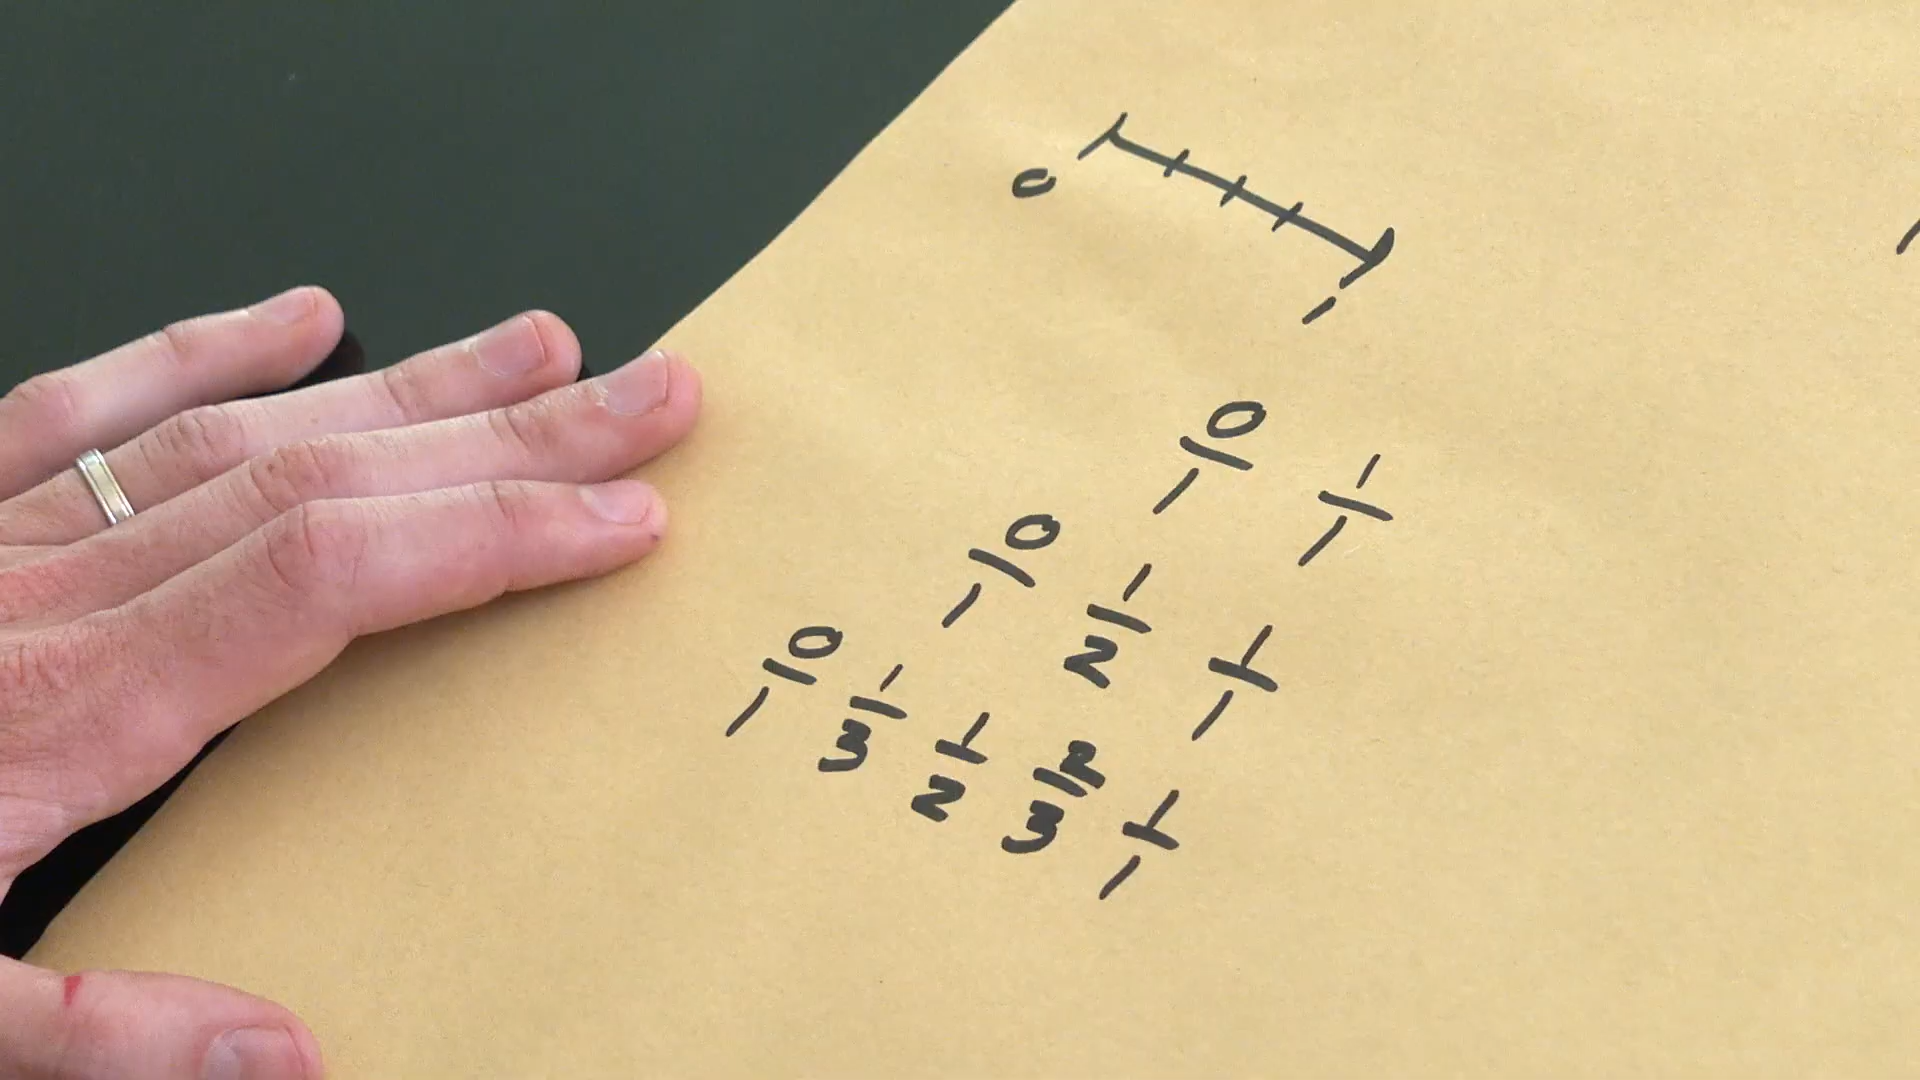 0 1
0/1 1/1
0/1 1/2 1/1
0/1 1/3 1/2 2/3 1/1